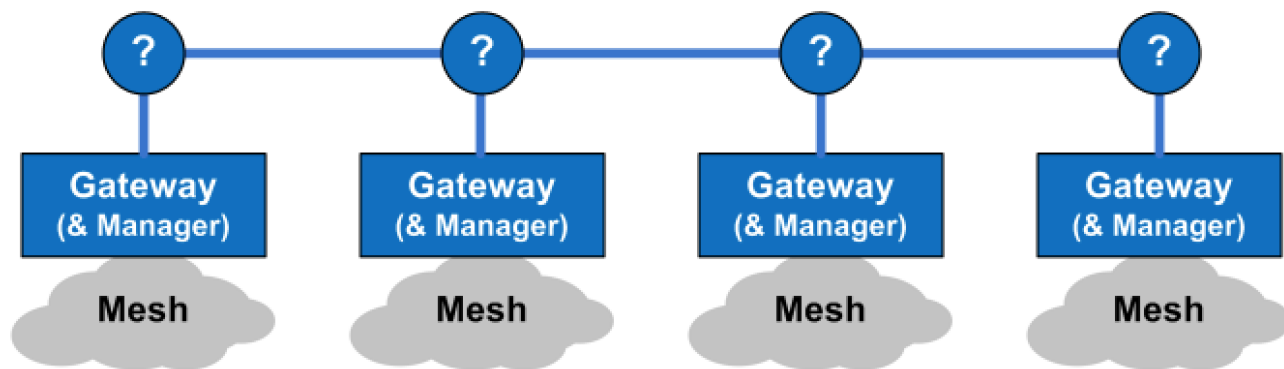 ? ? ? ?
Gateway Gateway Gateway Gateway
(& Manager) (& Manager) (& Manager) (& Manager)
Mesh Mesh Mesh Mesh